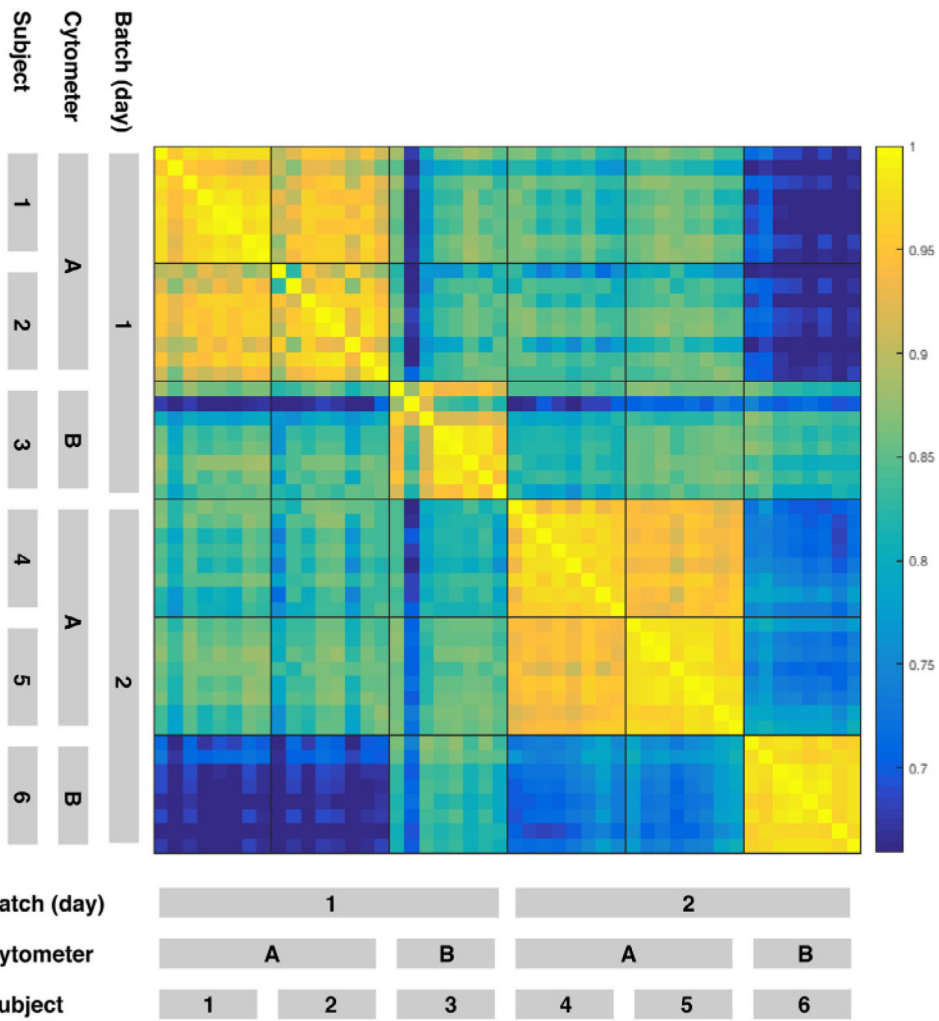 Subject
Cytometer
Batch (day)
1
2
3
4
5
6
A
B
A
B
1
2
1
0.95
0.9
0.85
0.8
0.75
0.7
atch (day) 1 2
ytometer A B A B
ubject 1 2 3 4 5 6